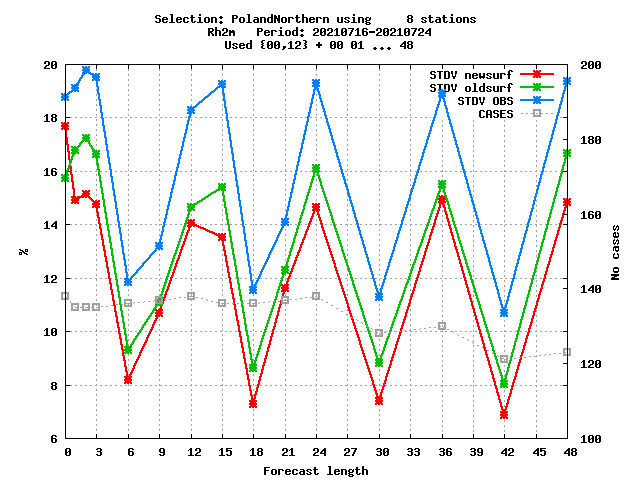 Selection: PolandNorthern using     8 stations
Rh2m   Period: 20210716-20210724
Used {00,12} + 00 01 ... 48
STDV newsurf
STDV oldsurf
STDV OBS
CASES
20
18
16
14
12
10
8
6
%
200
180
160
140
120
100
No cases
0 3 6 9 12 15 18 21 24 27 30 33 36 39 42 45 48
Forecast length